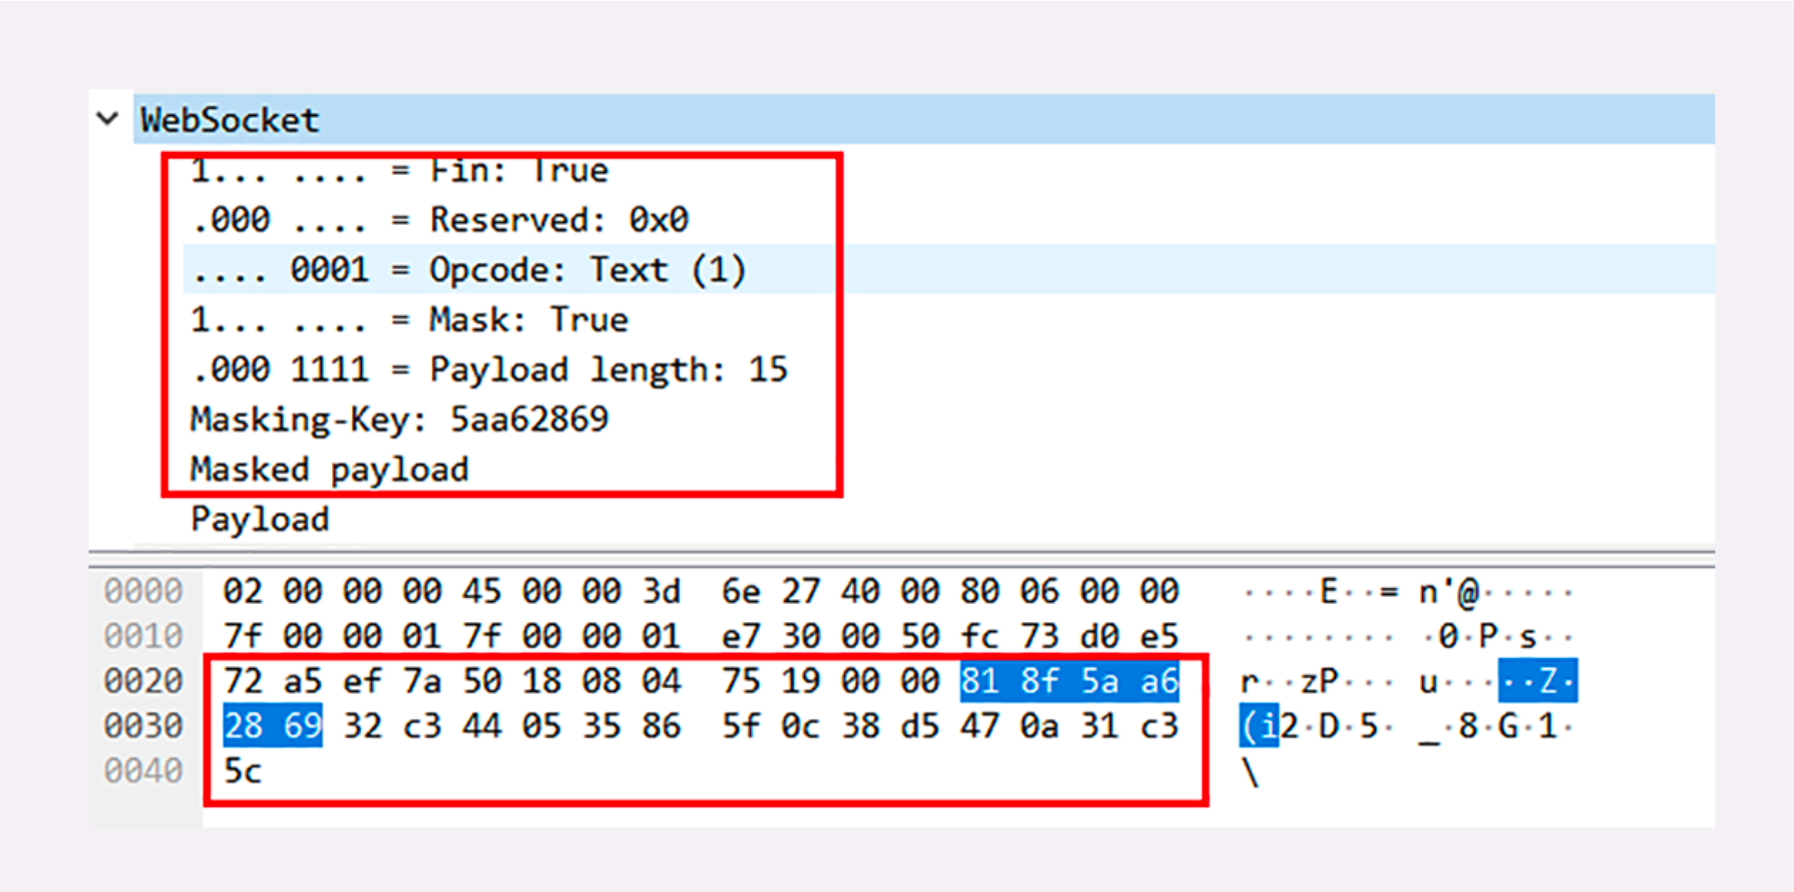 WebSocket
1... .... = Fin: True
.000 .... = Reserved: 0x0
.... 0001 = Opcode: Text (1)
1... .... = Mask: True
.000 1111 = Payload length: 15
Masking-Key: 5aa62869
Masked payload
Payload
0000 02 00 00 00 45 00 00 3d 6e 27 40 00 80 06 00 00 ····E··= n'@·····
0010 7f 00 00 01 7f 00 00 01 e7 30 00 50 fc 73 d0 e5 ········ ·0·P·s··
0020 72 a5 ef 7a 50 18 08 04 75 19 00 00 81 8f 5a a6 r··zP··· u·····Z·
0030 28 69 32 c3 44 05 35 86 5f 0c 38 d5 47 0a 31 c3 (i2·D·5· _·8·G·1·
0040 5c \